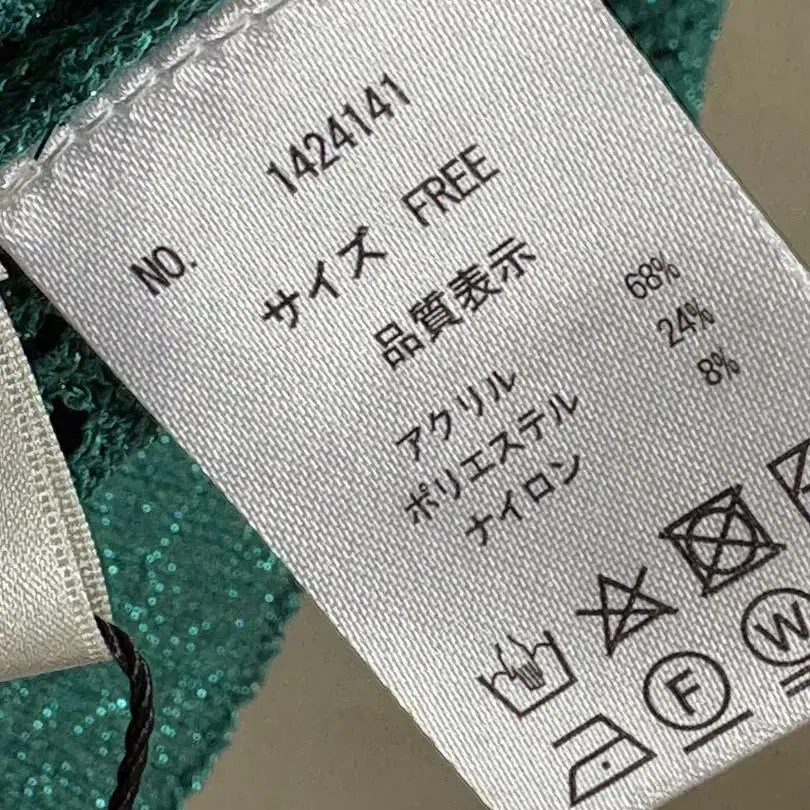 NO. 1424141
サイズ FREE
品質表示
アクリル 68%
ポリエステル 24%
ナイロン 8%
F W